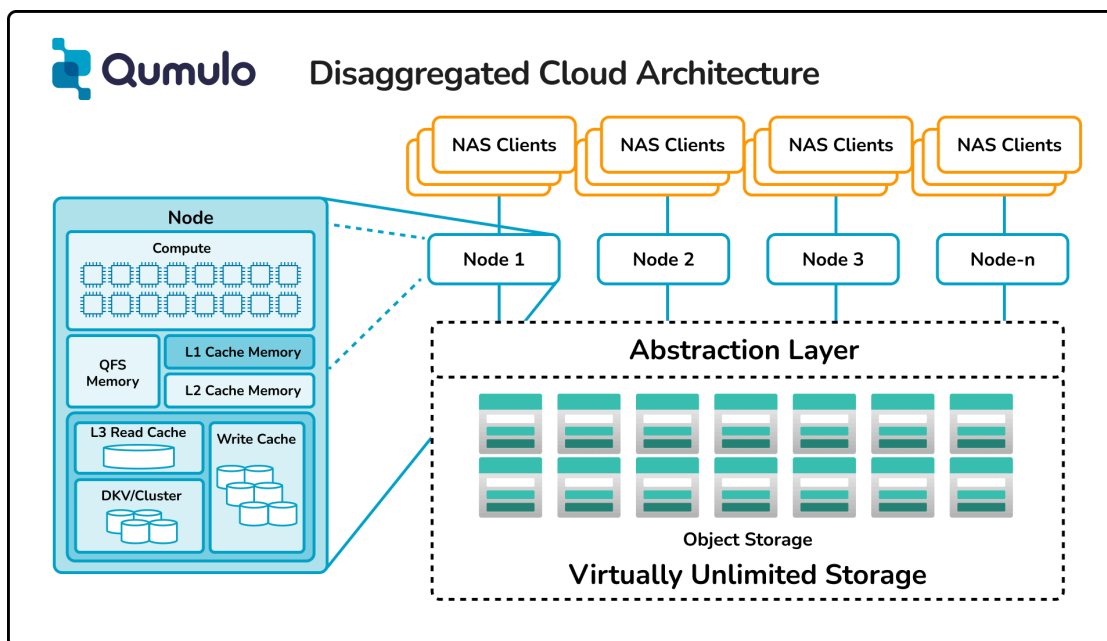 Qumulo
Disaggregated Cloud Architecture
NAS Clients
NAS Clients
NAS Clients
NAS Clients
Node 1
Node 2
Node 3
Node-n
Node
Compute
QFS
Memory
L1 Cache Memory
L2 Cache Memory
L3 Read Cache
Write Cache
DKV/Cluster
Abstraction Layer
Object Storage
Virtually Unlimited Storage